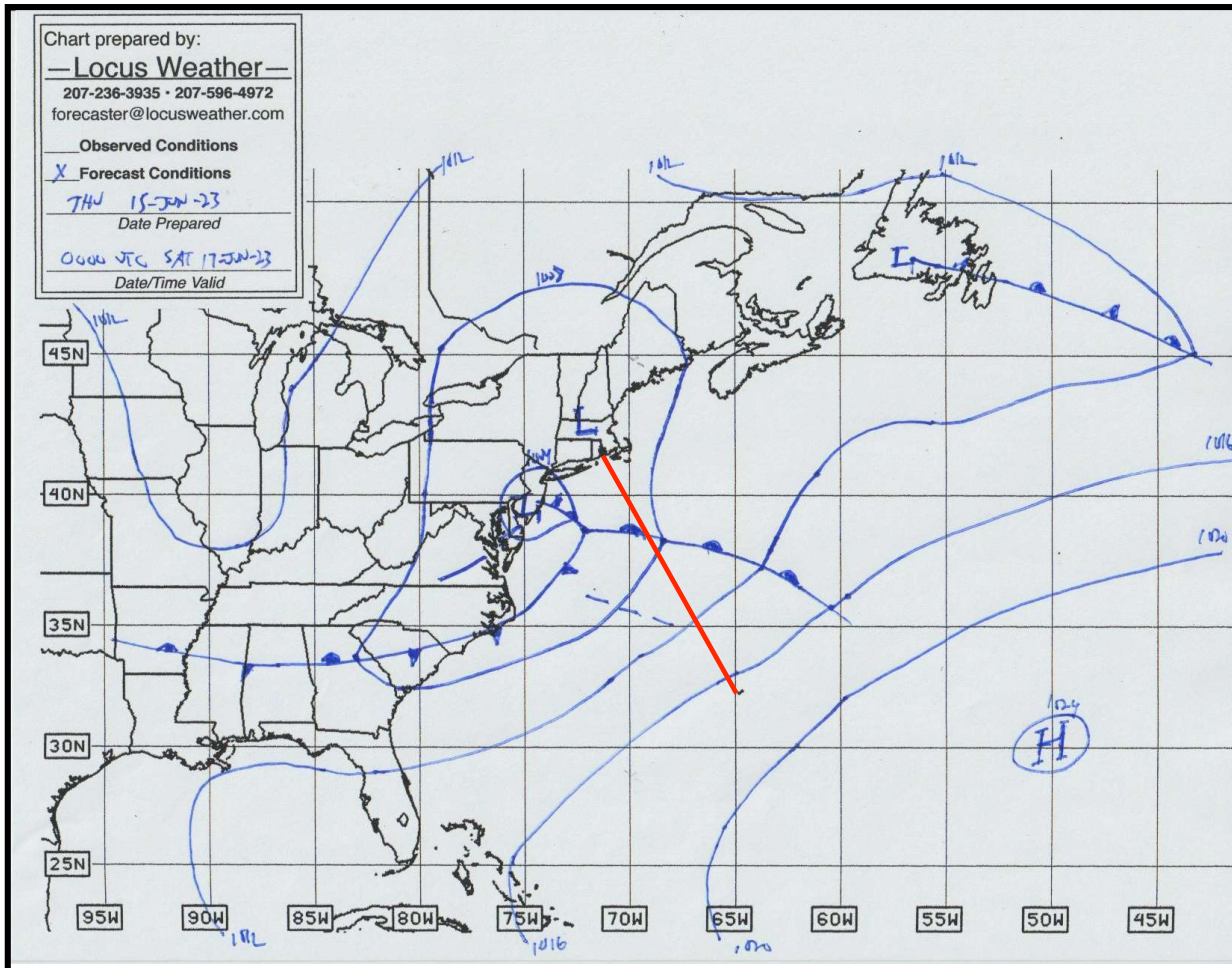 Chart prepared by:
Locus Weather
207-236-3935 · 207-596-4972
forecaster@locusweather.com
Observed Conditions
X Forecast Conditions
THU 15-JUN-23
Date Prepared
0000 UTC SAT 17-JUN-23
Date/Time Valid
1012
1012
1012
1008
L
1012
45N
L
1004
1016
40N
L
1020
35N
1024
30N
H
25N
95W 90W 85W 80W 75W 70W 65W 60W 55W 50W 45W
1012
1016
1020